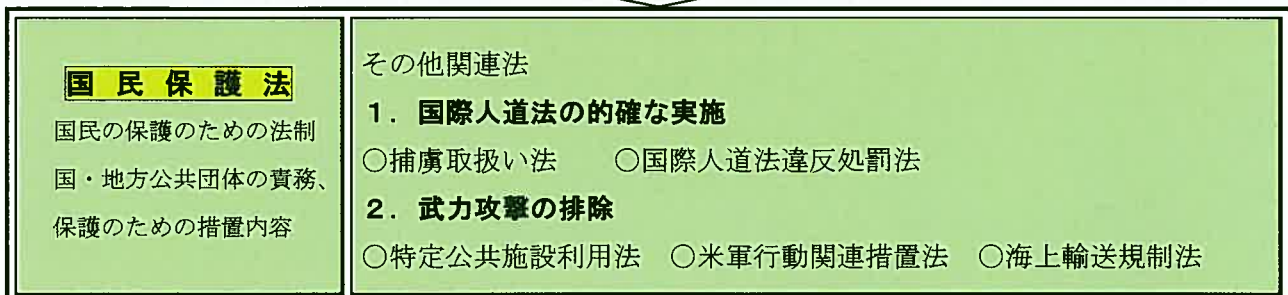 国民保護法
国民の保護のための法制
国・地方公共団体の責務、
保護のための措置内容
その他関連法
１．国際人道法の的確な実施
○捕虜取扱い法　○国際人道法違反処罰法
２．武力攻撃の排除
○特定公共施設利用法　○米軍行動関連措置法　○海上輸送規制法